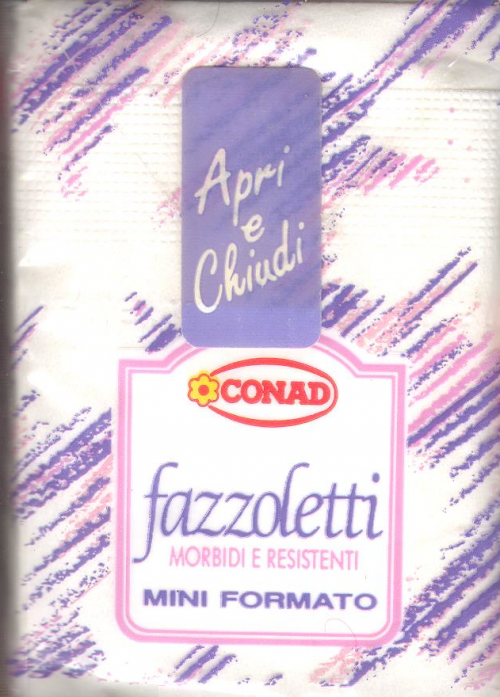 Apri
e
Chiudi
CONAD
fazzoletti
MORBIDI E RESISTENTI
MINI FORMATO